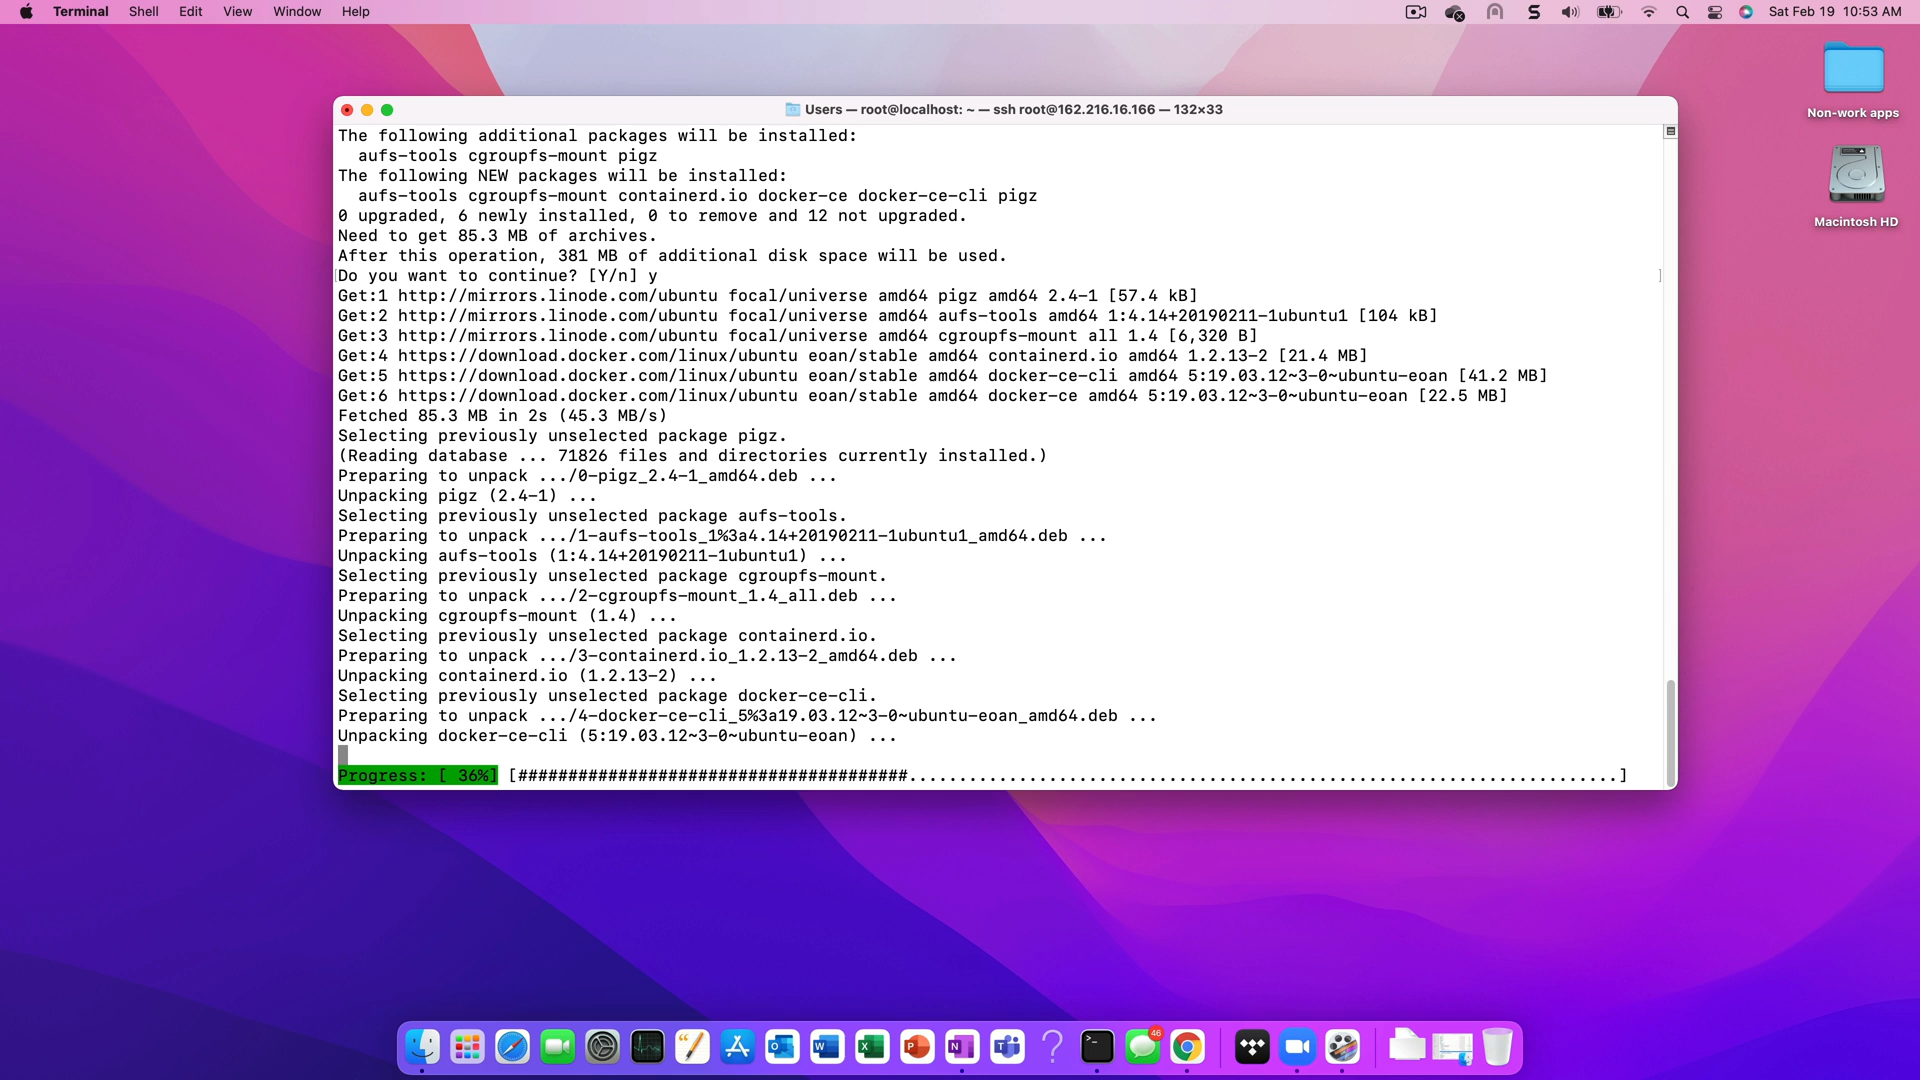 Terminal Shell Edit View Window Help Sat Feb 19 10:53 AM
Non-work apps
Macintosh HD
Users — root@localhost: ~ — ssh root@162.216.16.166 — 132×33
The following additional packages will be installed:
aufs-tools cgroupfs-mount pigz
The following NEW packages will be installed:
aufs-tools cgroupfs-mount containerd.io docker-ce docker-ce-cli pigz
0 upgraded, 6 newly installed, 0 to remove and 12 not upgraded.
Need to get 85.3 MB of archives.
After this operation, 381 MB of additional disk space will be used.
Do you want to continue? [Y/n] y
Get:1 http://mirrors.linode.com/ubuntu focal/universe amd64 pigz amd64 2.4-1 [57.4 kB]
Get:2 http://mirrors.linode.com/ubuntu focal/universe amd64 aufs-tools amd64 1:4.14+20190211-1ubuntu1 [104 kB]
Get:3 http://mirrors.linode.com/ubuntu focal/universe amd64 cgroupfs-mount all 1.4 [6,320 B]
Get:4 https://download.docker.com/linux/ubuntu eoan/stable amd64 containerd.io amd64 1.2.13-2 [21.4 MB]
Get:5 https://download.docker.com/linux/ubuntu eoan/stable amd64 docker-ce-cli amd64 5:19.03.12~3-0~ubuntu-eoan [41.2 MB]
Get:6 https://download.docker.com/linux/ubuntu eoan/stable amd64 docker-ce amd64 5:19.03.12~3-0~ubuntu-eoan [22.5 MB]
Fetched 85.3 MB in 2s (45.3 MB/s)
Selecting previously unselected package pigz.
(Reading database ... 71826 files and directories currently installed.)
Preparing to unpack .../0-pigz_2.4-1_amd64.deb ...
Unpacking pigz (2.4-1) ...
Selecting previously unselected package aufs-tools.
Preparing to unpack .../1-aufs-tools_1%3a4.14+20190211-1ubuntu1_amd64.deb ...
Unpacking aufs-tools (1:4.14+20190211-1ubuntu1) ...
Selecting previously unselected package cgroupfs-mount.
Preparing to unpack .../2-cgroupfs-mount_1.4_all.deb ...
Unpacking cgroupfs-mount (1.4) ...
Selecting previously unselected package containerd.io.
Preparing to unpack .../3-containerd.io_1.2.13-2_amd64.deb ...
Unpacking containerd.io (1.2.13-2) ...
Selecting previously unselected package docker-ce-cli.
Preparing to unpack .../4-docker-ce-cli_5%3a19.03.12~3-0~ubuntu-eoan_amd64.deb ...
Unpacking docker-ce-cli (5:19.03.12~3-0~ubuntu-eoan) ...
Progress: [ 36%] [#######################################.......................................................................]
46